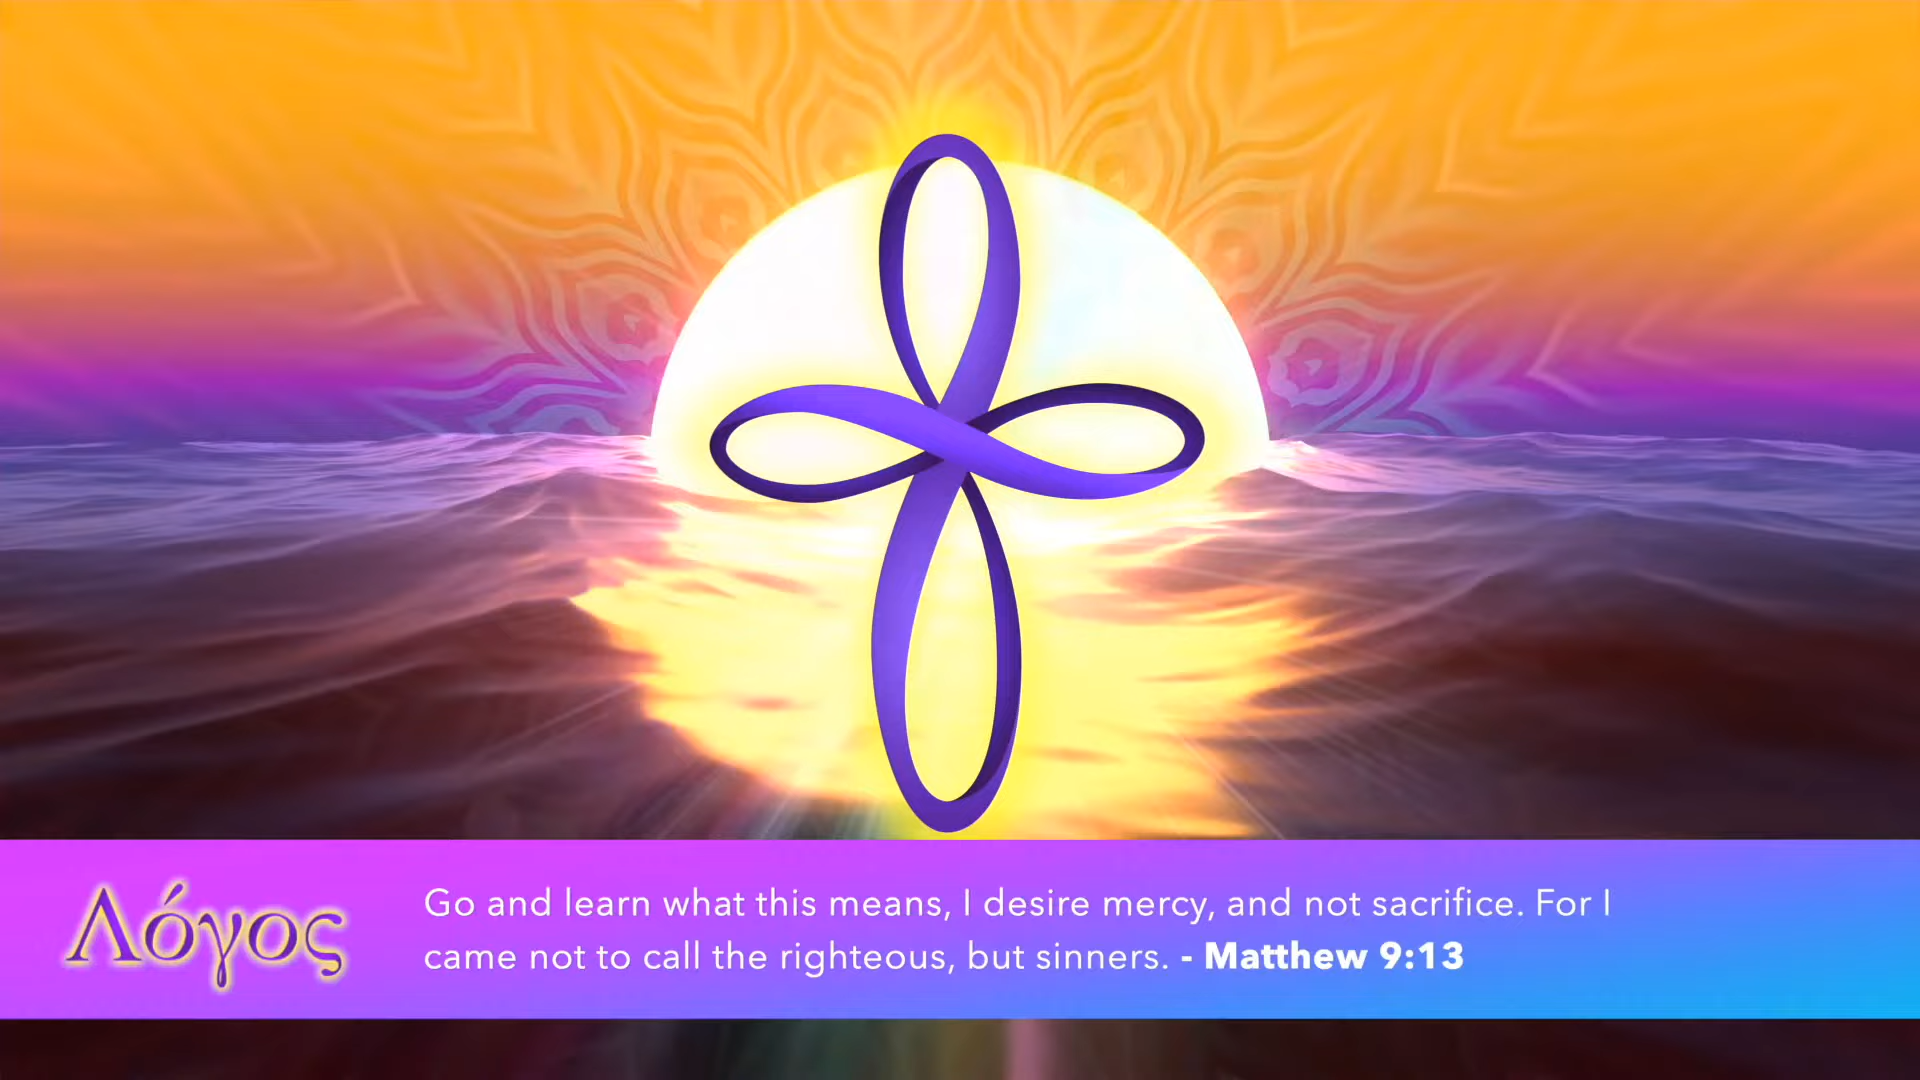 Λόγος
Go and learn what this means, I desire mercy, and not sacrifice. For I
came not to call the righteous, but sinners. - Matthew 9:13